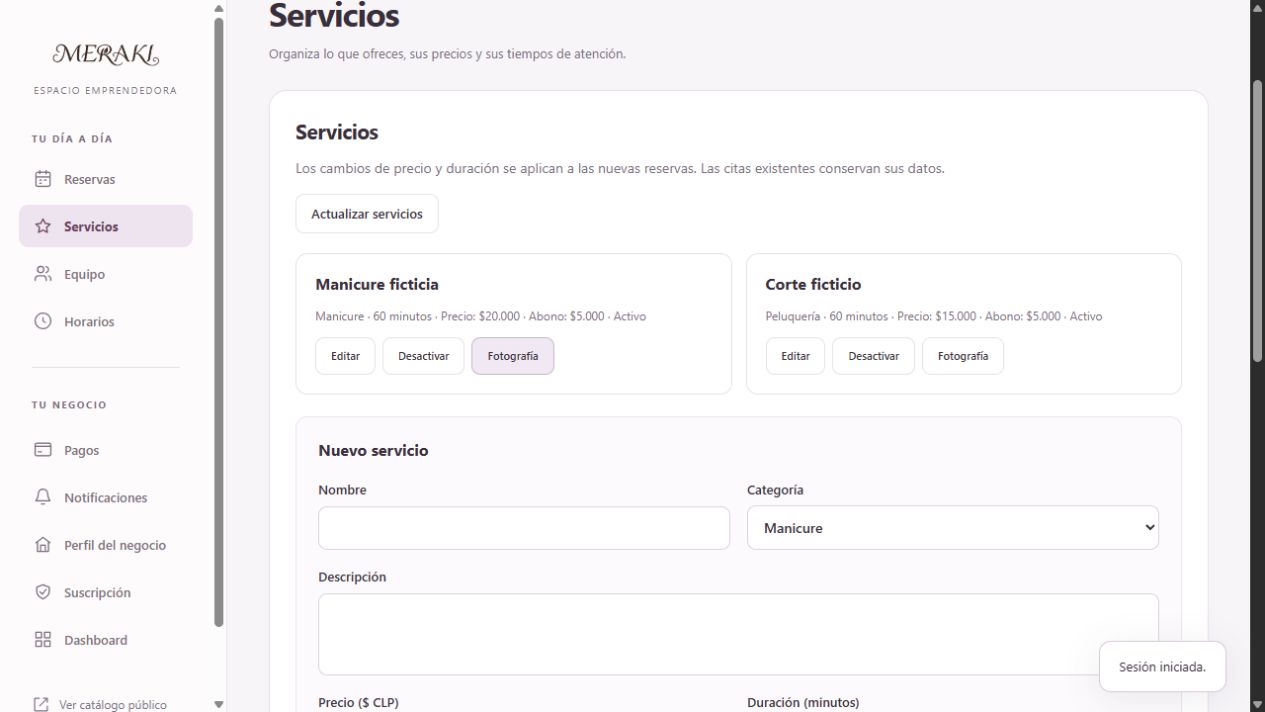 MERAKI
ESPACIO EMPRENDEDORA
TU DÍA A DÍA
Reservas
Servicios
Equipo
Horarios
TU NEGOCIO
Pagos
Notificaciones
Perfil del negocio
Suscripción
Dashboard
Ver catálogo público
Servicios
Organiza lo que ofreces, sus precios y sus tiempos de atención.
Servicios
Los cambios de precio y duración se aplican a las nuevas reservas. Las citas existentes conservan sus datos.
Actualizar servicios
Manicure ficticia
Manicure · 60 minutos · Precio: $20.000 · Abono: $5.000 · Activo
Editar Desactivar Fotografía
Corte ficticio
Peluquería · 60 minutos · Precio: $15.000 · Abono: $5.000 · Activo
Editar Desactivar Fotografía
Nuevo servicio
Nombre
Categoría
Manicure
Descripción
Precio ($ CLP)
Duración (minutos)
Sesión iniciada.